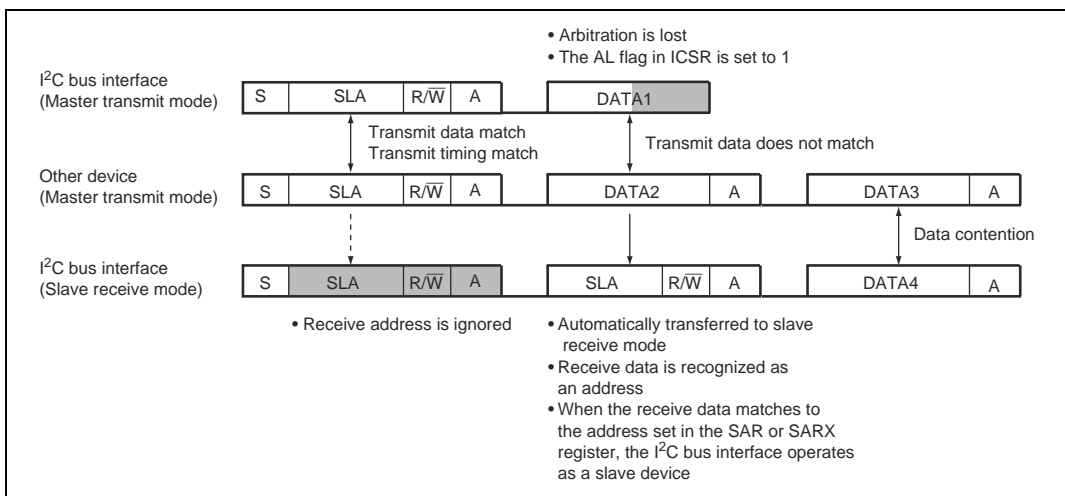 • Arbitration is lost
• The AL flag in ICSR is set to 1
I²C bus interface
(Master transmit mode)
S SLA R/W̅ A DATA1
Transmit data match
Transmit timing match
Transmit data does not match
Other device
(Master transmit mode)
S SLA R/W̅ A DATA2 A DATA3 A
Data contention
I²C bus interface
(Slave receive mode)
S SLA R/W̅ A SLA R/W̅ A DATA4 A
• Receive address is ignored
• Automatically transferred to slave
receive mode
• Receive data is recognized as
an address
• When the receive data matches to
the address set in the SAR or SARX
register, the I²C bus interface operates
as a slave device